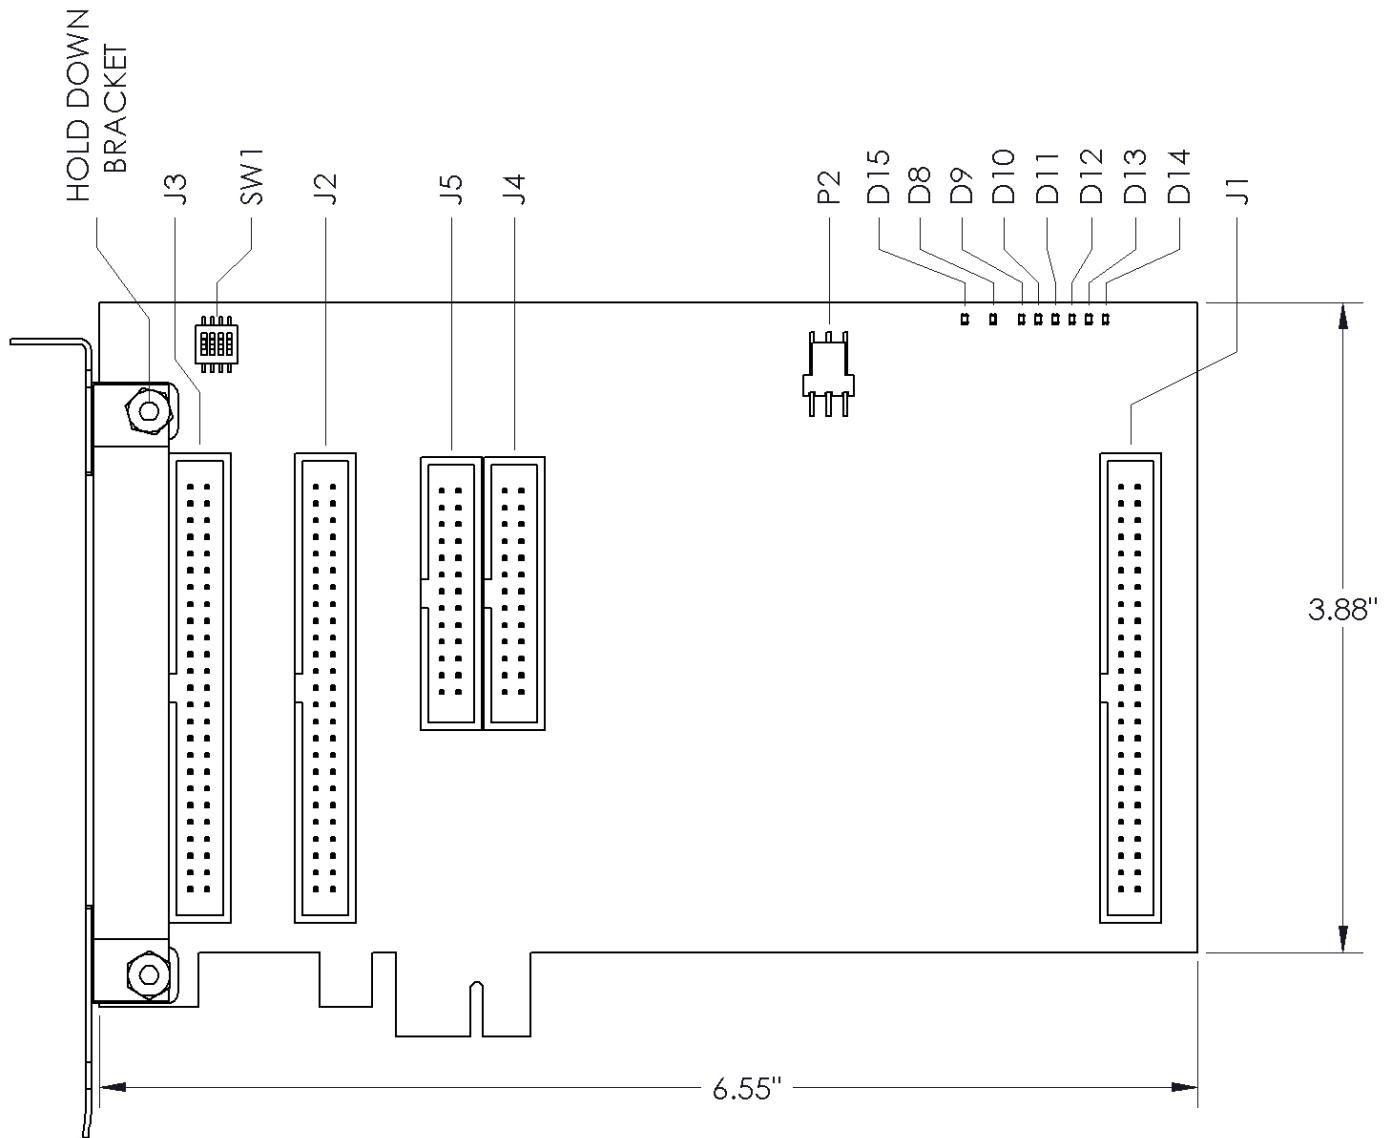 HOLD DOWN
BRACKET
J3
SW1
J2
J5
J4
P2
D15
D8
D9
D10
D11
D12
D13
D14
J1
3.88"
6.55"